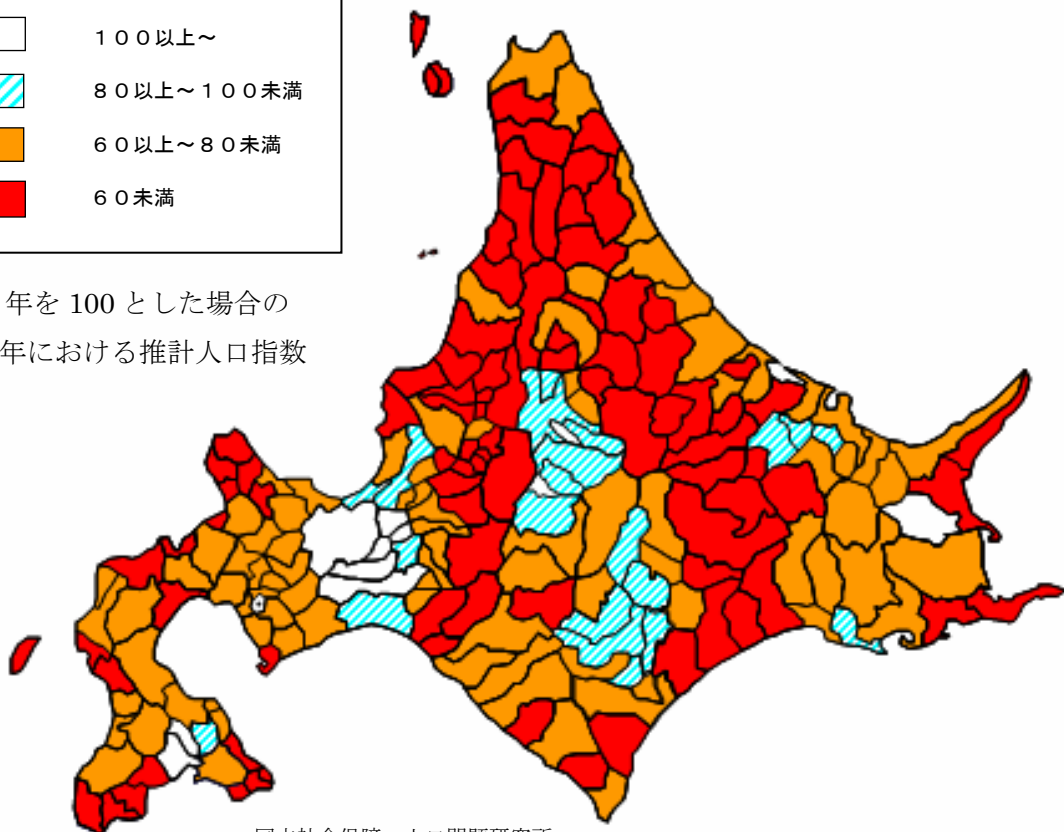 100以上～
80以上～100未満
60以上～80未満
60未満
年を 100 とした場合の
年における推計人口指数